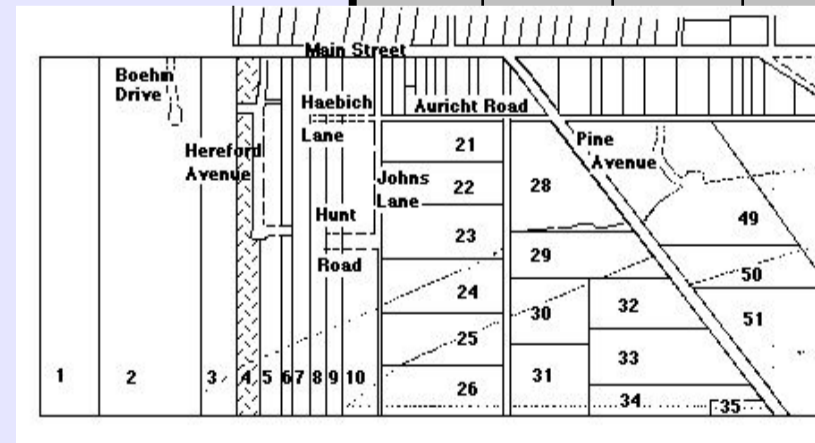 Main Street
Boehm
Drive
Haebich
Lane
Auricht Road
Hereford
Avenue
Pine
Avenue
Johns
Lane
Hunt
Road
21
22
23
24
25
26
28
29
30
31
32
33
34
35
49
50
51
1
2
3
4
5
6
7
8
9
10